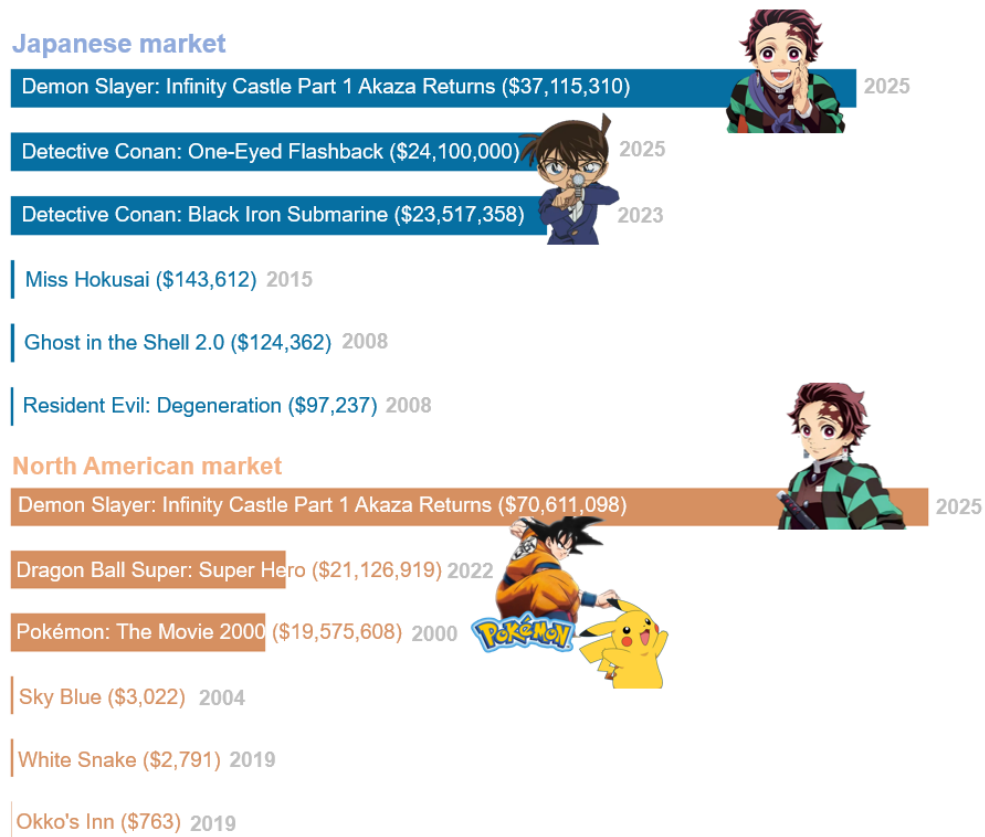 Japanese market
Demon Slayer: Infinity Castle Part 1 Akaza Returns ($37,115,310) 2025
Detective Conan: One-Eyed Flashback ($24,100,000) 2025
Detective Conan: Black Iron Submarine ($23,517,358) 2023
Miss Hokusai ($143,612) 2015
Ghost in the Shell 2.0 ($124,362) 2008
Resident Evil: Degeneration ($97,237) 2008
North American market
Demon Slayer: Infinity Castle Part 1 Akaza Returns ($70,611,098) 2025
Dragon Ball Super: Super Hero ($21,126,919) 2022
Pokémon: The Movie 2000 ($19,575,608) 2000
POKéMON
Sky Blue ($3,022) 2004
White Snake ($2,791) 2019
Okko's Inn ($763) 2019